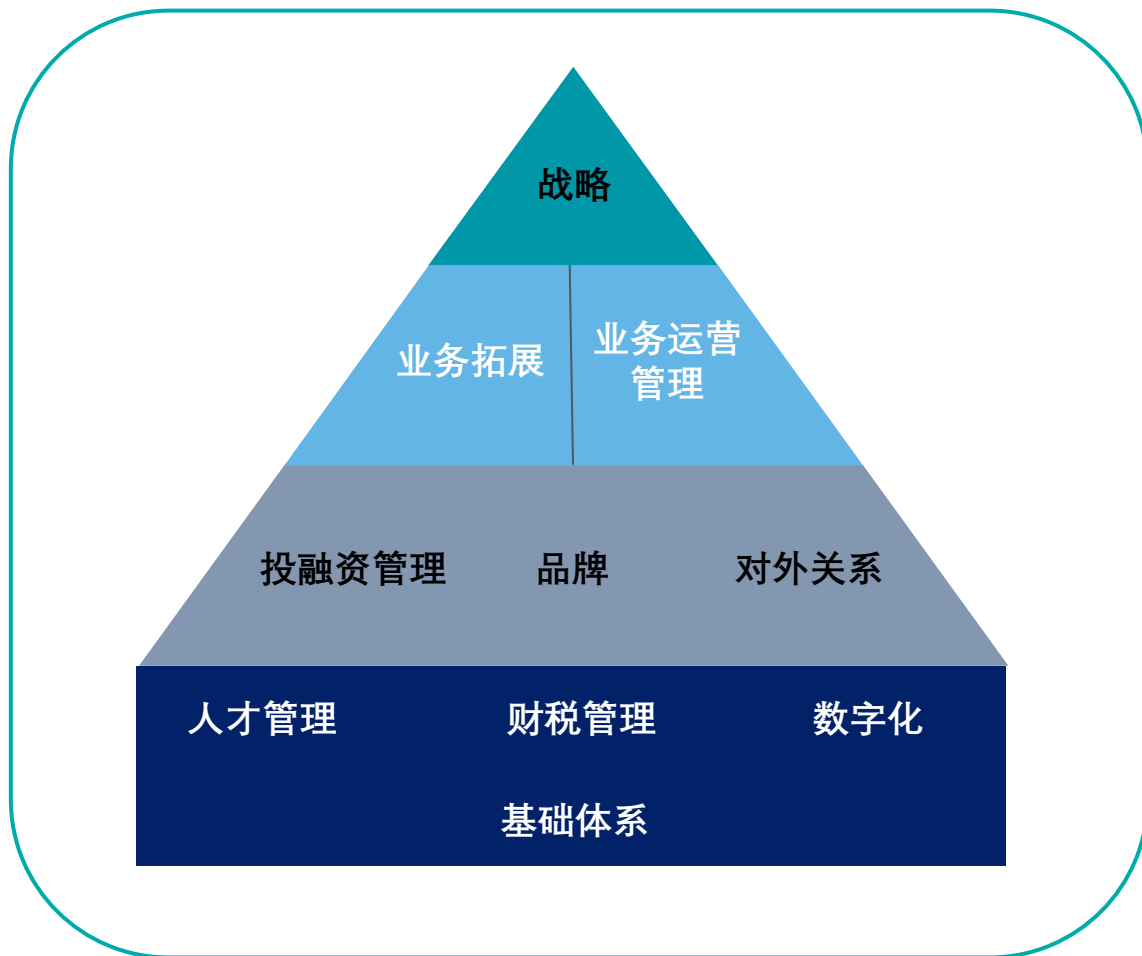 战略
业务拓展
业务运营
管理
投融资管理 品牌 对外关系
人才管理 财税管理 数字化
基础体系